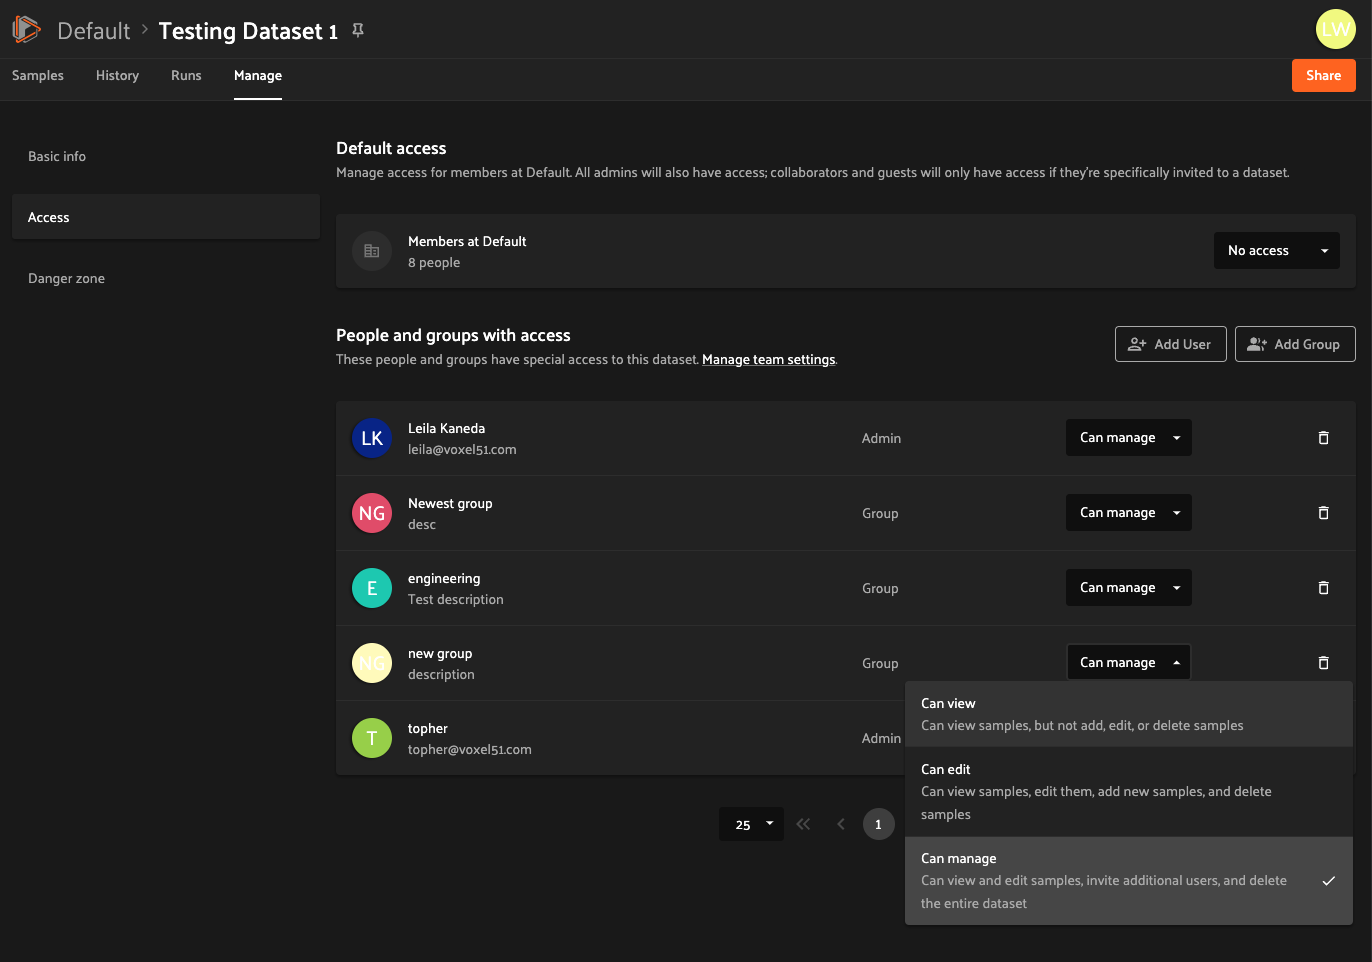 Default > Testing Dataset 1
LW
Samples History Runs Manage
Share
Basic info
Access
Danger zone
Default access
Manage access for members at Default. All admins will also have access; collaborators and guests will only have access if they're specifically invited to a dataset.
Members at Default
8 people
No access
People and groups with access
These people and groups have special access to this dataset. Manage team settings.
Add User
Add Group
LK
Leila Kaneda
leila@voxel51.com
Admin
Can manage
NG
Newest group
desc
Group
Can manage
E
engineering
Test description
Group
Can manage
NG
new group
description
Group
Can manage
T
topher
topher@voxel51.com
Admin
Can view
Can view samples, but not add, edit, or delete samples
Can edit
Can view samples, edit them, add new samples, and delete
samples
Can manage
Can view and edit samples, invite additional users, and delete
the entire dataset
25
1